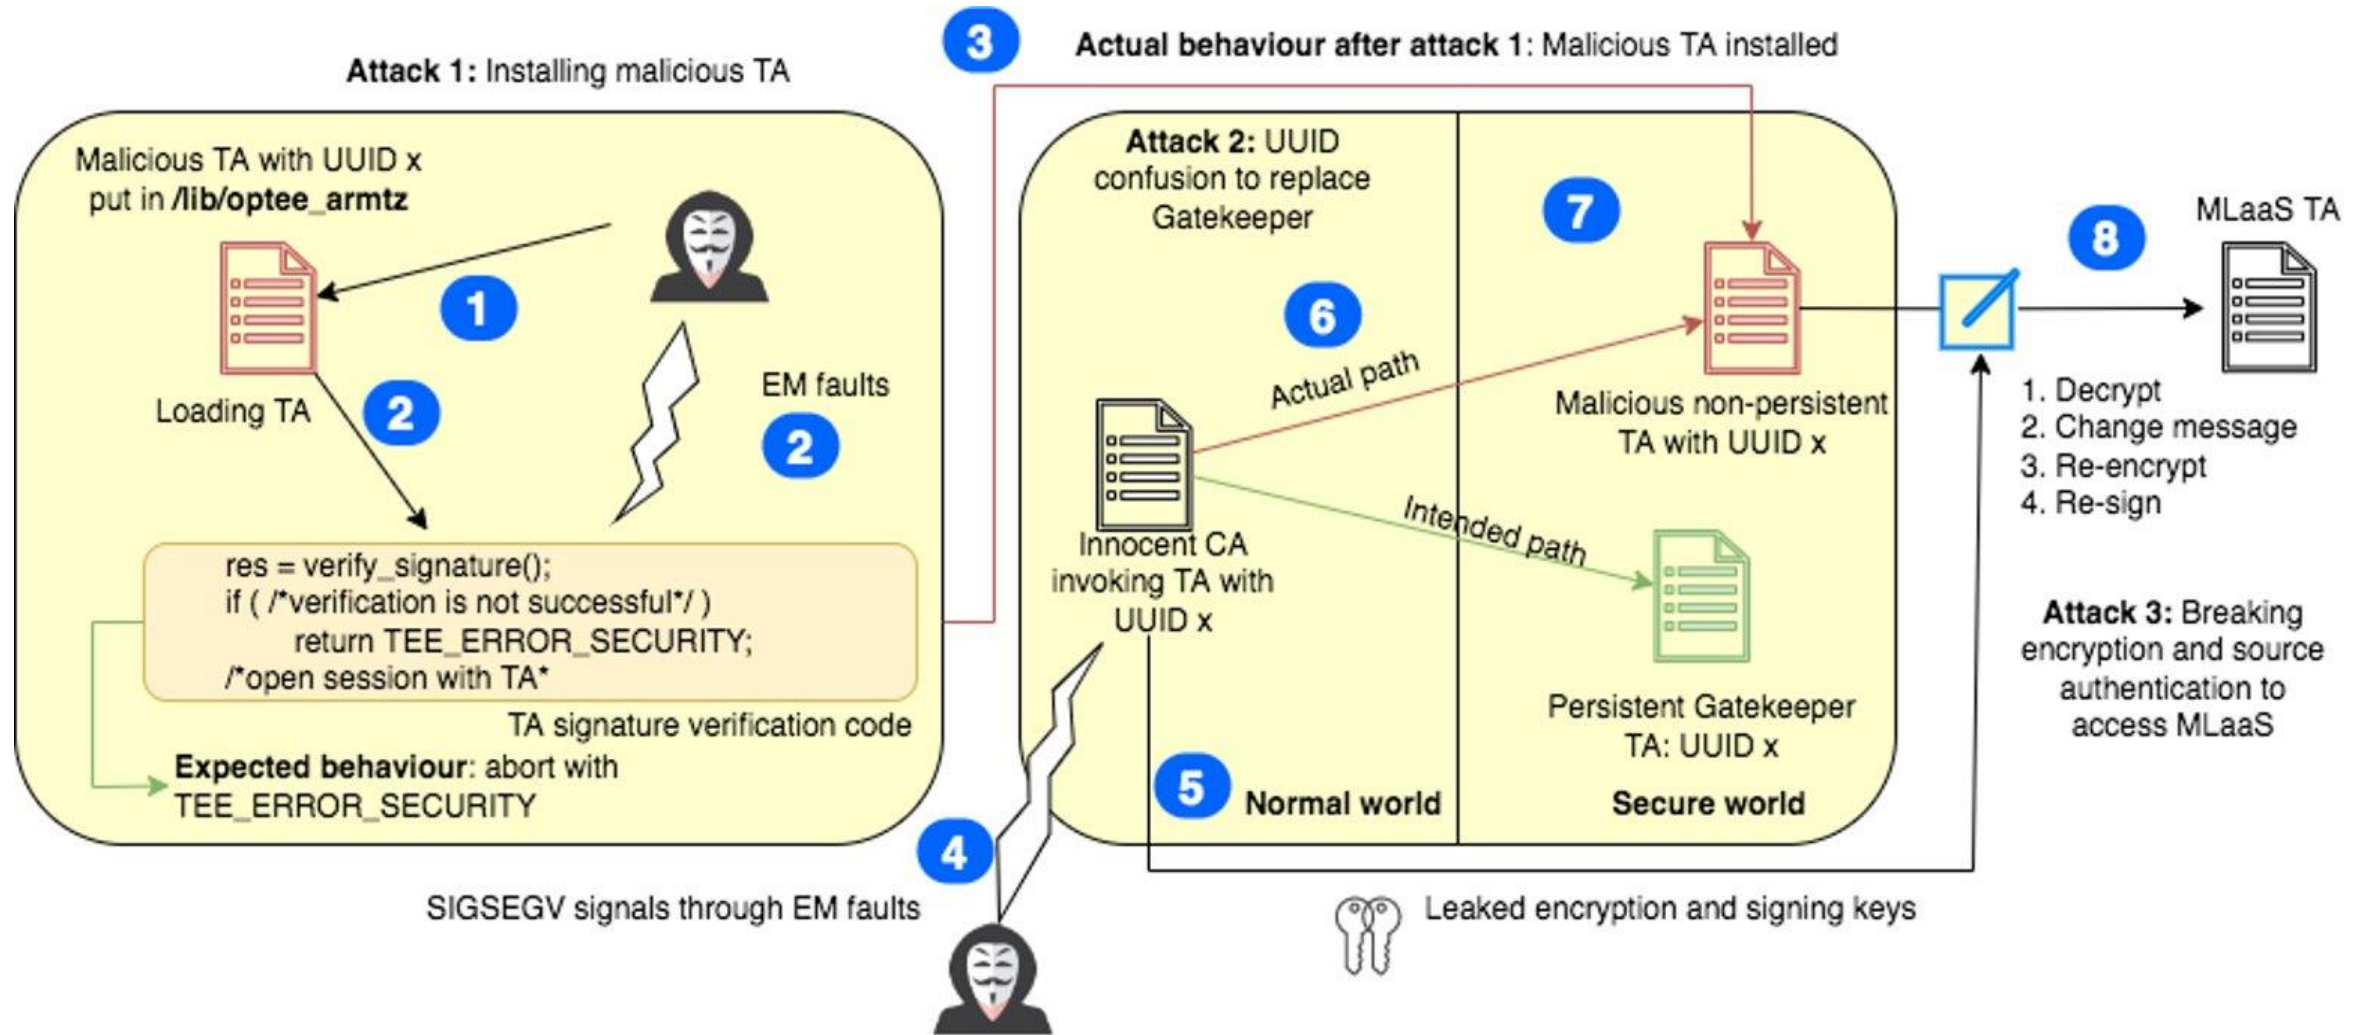 3
Actual behaviour after attack 1: Malicious TA installed
Attack 1: Installing malicious TA
Malicious TA with UUID x
put in /lib/optee_armtz
1
Loading TA
2
EM faults
2
res = verify_signature();
if ( /*verification is not successful*/ )
return TEE_ERROR_SECURITY;
/*open session with TA*
TA signature verification code
Expected behaviour: abort with
TEE_ERROR_SECURITY
Attack 2: UUID
confusion to replace
Gatekeeper
6
Actual path
Intended path
Innocent CA
invoking TA with
UUID x
5
Normal world
7
Malicious non-persistent
TA with UUID x
Persistent Gatekeeper
TA: UUID x
Secure world
4
SIGSEGV signals through EM faults
Leaked encryption and signing keys
8
MLaaS TA
1. Decrypt
2. Change message
3. Re-encrypt
4. Re-sign
Attack 3: Breaking
encryption and source
authentication to
access MLaaS